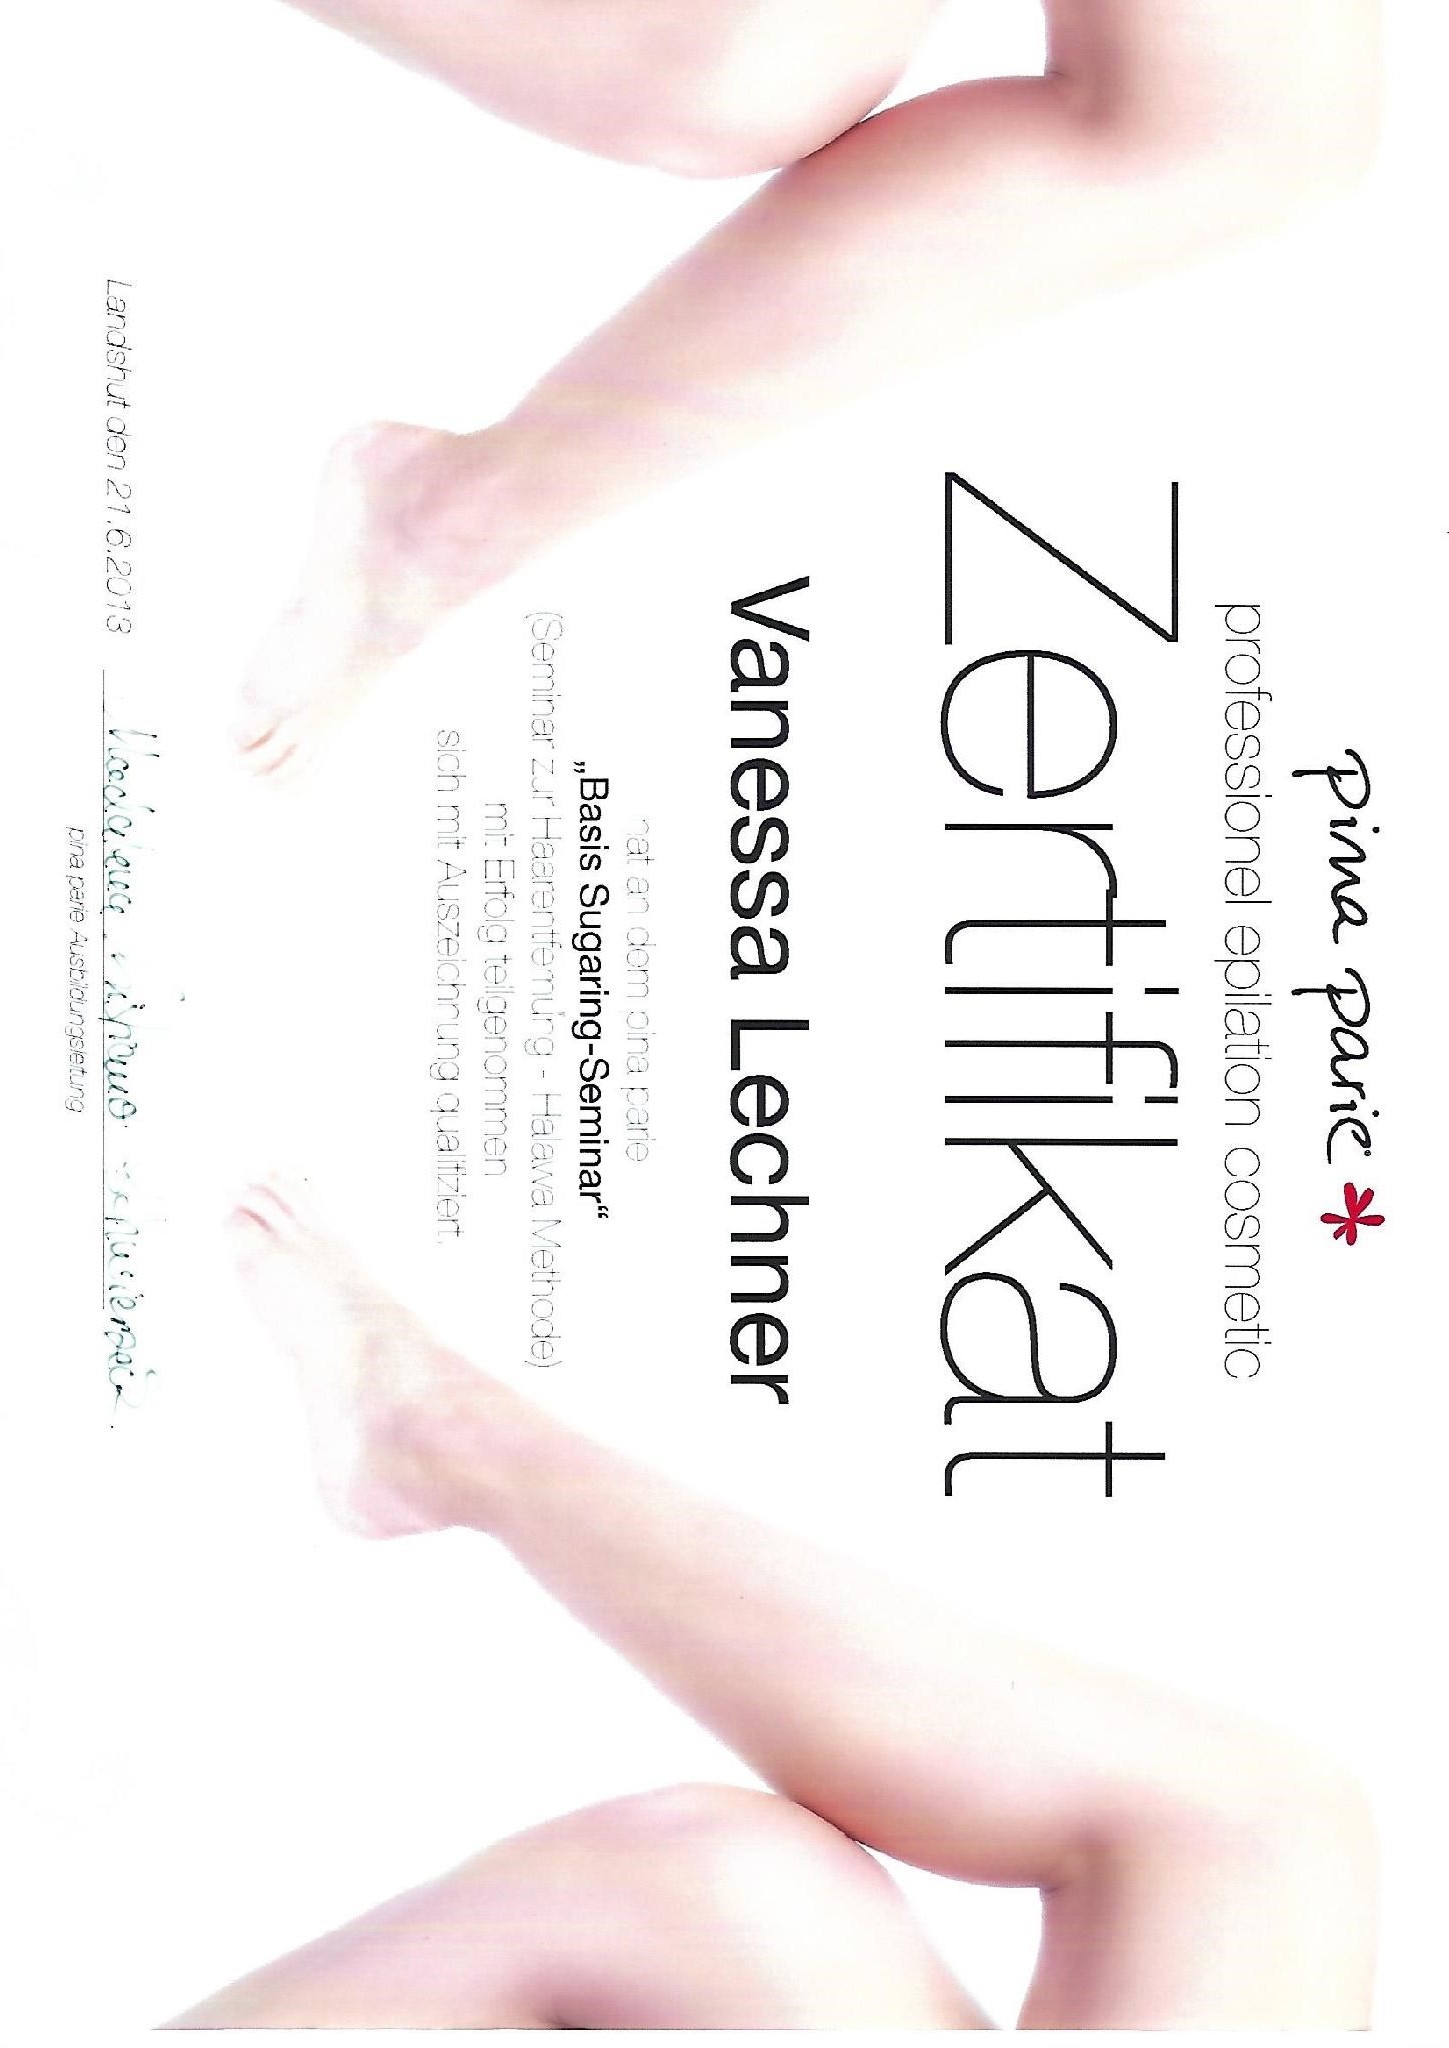 pina parie *
professionel epilation cosmetic
Zertifikat
Vanessa Lechner
hat an dem pina parie
„Basis Sugaring-Seminar“
(Seminar zur Haarentfernung - Halawa Methode)
mit Erfolg teilgenommen
sich mit Auszeichnung qualifiziert.
Landshut den 21.6.2013
pina parie Ausbildungsleitung